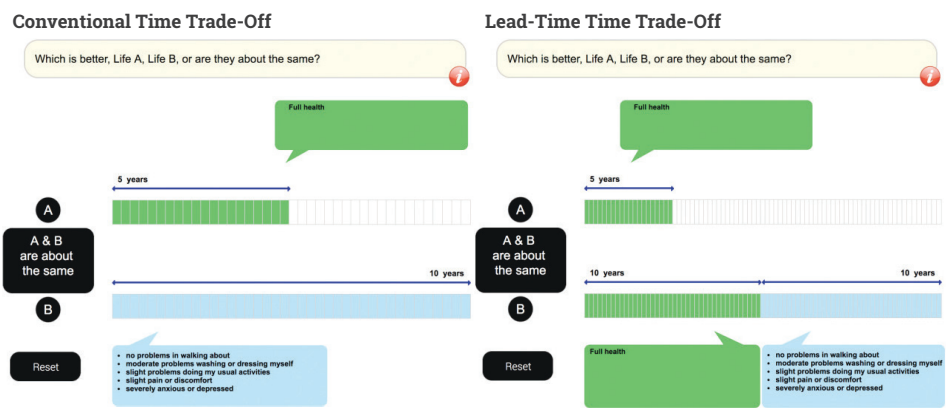 Conventional Time Trade-Off
Which is better, Life A, Life B, or are they about the same?
i
Full health
5 years
A
A & B
are about
the same
10 years
B
Reset
• no problems in walking about
• moderate problems washing or dressing myself
• slight problems doing my usual activities
• slight pain or discomfort
• severely anxious or depressed
Lead-Time Time Trade-Off
Which is better, Life A, Life B, or are they about the same?
i
Full health
5 years
A
A & B
are about
the same
10 years
10 years
B
Reset
Full health
• no problems in walking about
• moderate problems washing or dressing myself
• slight problems doing my usual activities
• slight pain or discomfort
• severely anxious or depressed